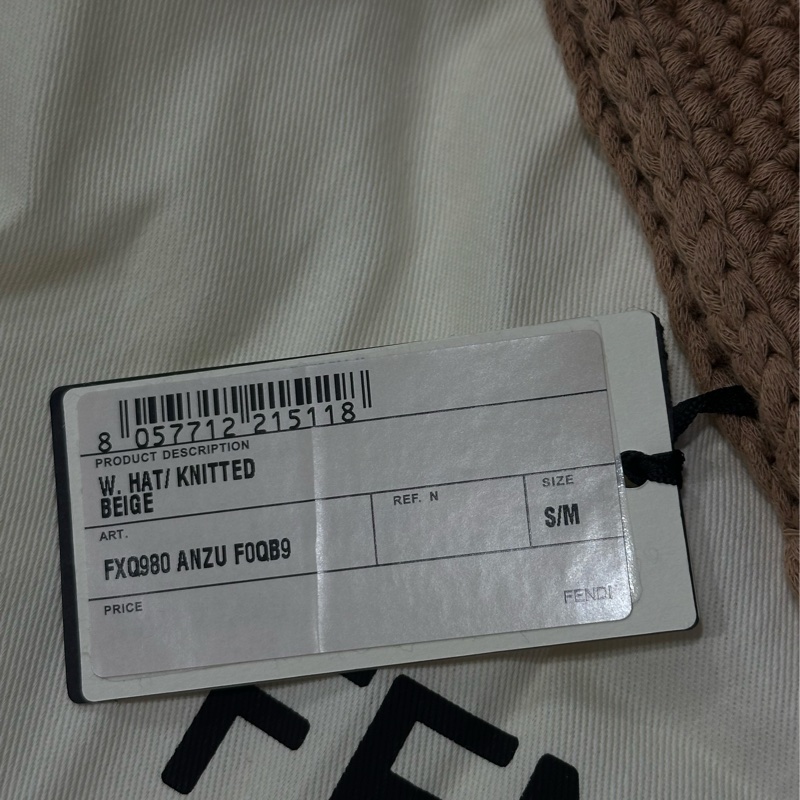 8 057712 215118
PRODUCT DESCRIPTION
W. HAT/ KNITTED
BEIGE
ART.
REF. N
SIZE
FXQ980 ANZU F0QB9
S/M
PRICE
FENDI